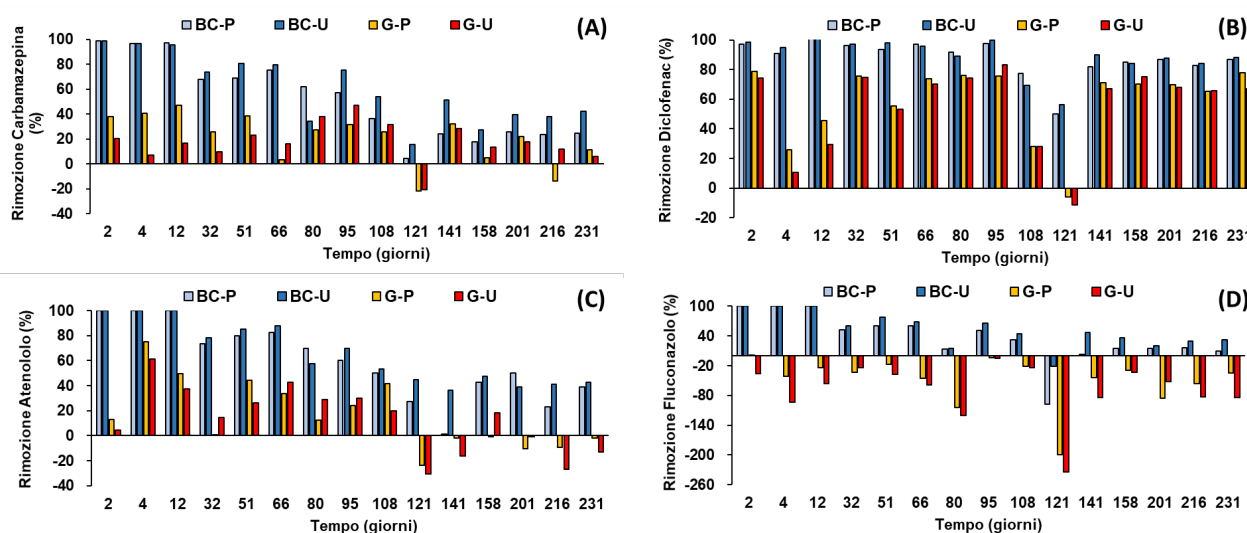 BC-P BC-U G-P G-U (A)
Rimozione Carbamazepina
(%)
100
80
60
40
20
0
-20
-40
2 4 12 32 51 66 80 95 108 121 141 158 201 216 231
Tempo (giorni)
BC-P BC-U G-P G-U (B)
Rimozione Diclofenac (%)
100
80
60
40
20
0
-20
2 4 12 32 51 66 80 95 108 121 141 158 201 216 231
Tempo (giorni)
BC-P BC-U G-P G-U (C)
Rimozione Atenololo (%)
100
80
60
40
20
0
-20
-40
2 4 12 32 51 66 80 95 108 121 141 158 201 216 231
Tempo (giorni)
BC-P BC-U G-P G-U (D)
Rimozione Fluconazolo (%)
100
40
-20
-80
-140
-200
-260
2 4 12 32 51 66 80 95 108 121 141 158 201 216 231
Tempo (giorni)